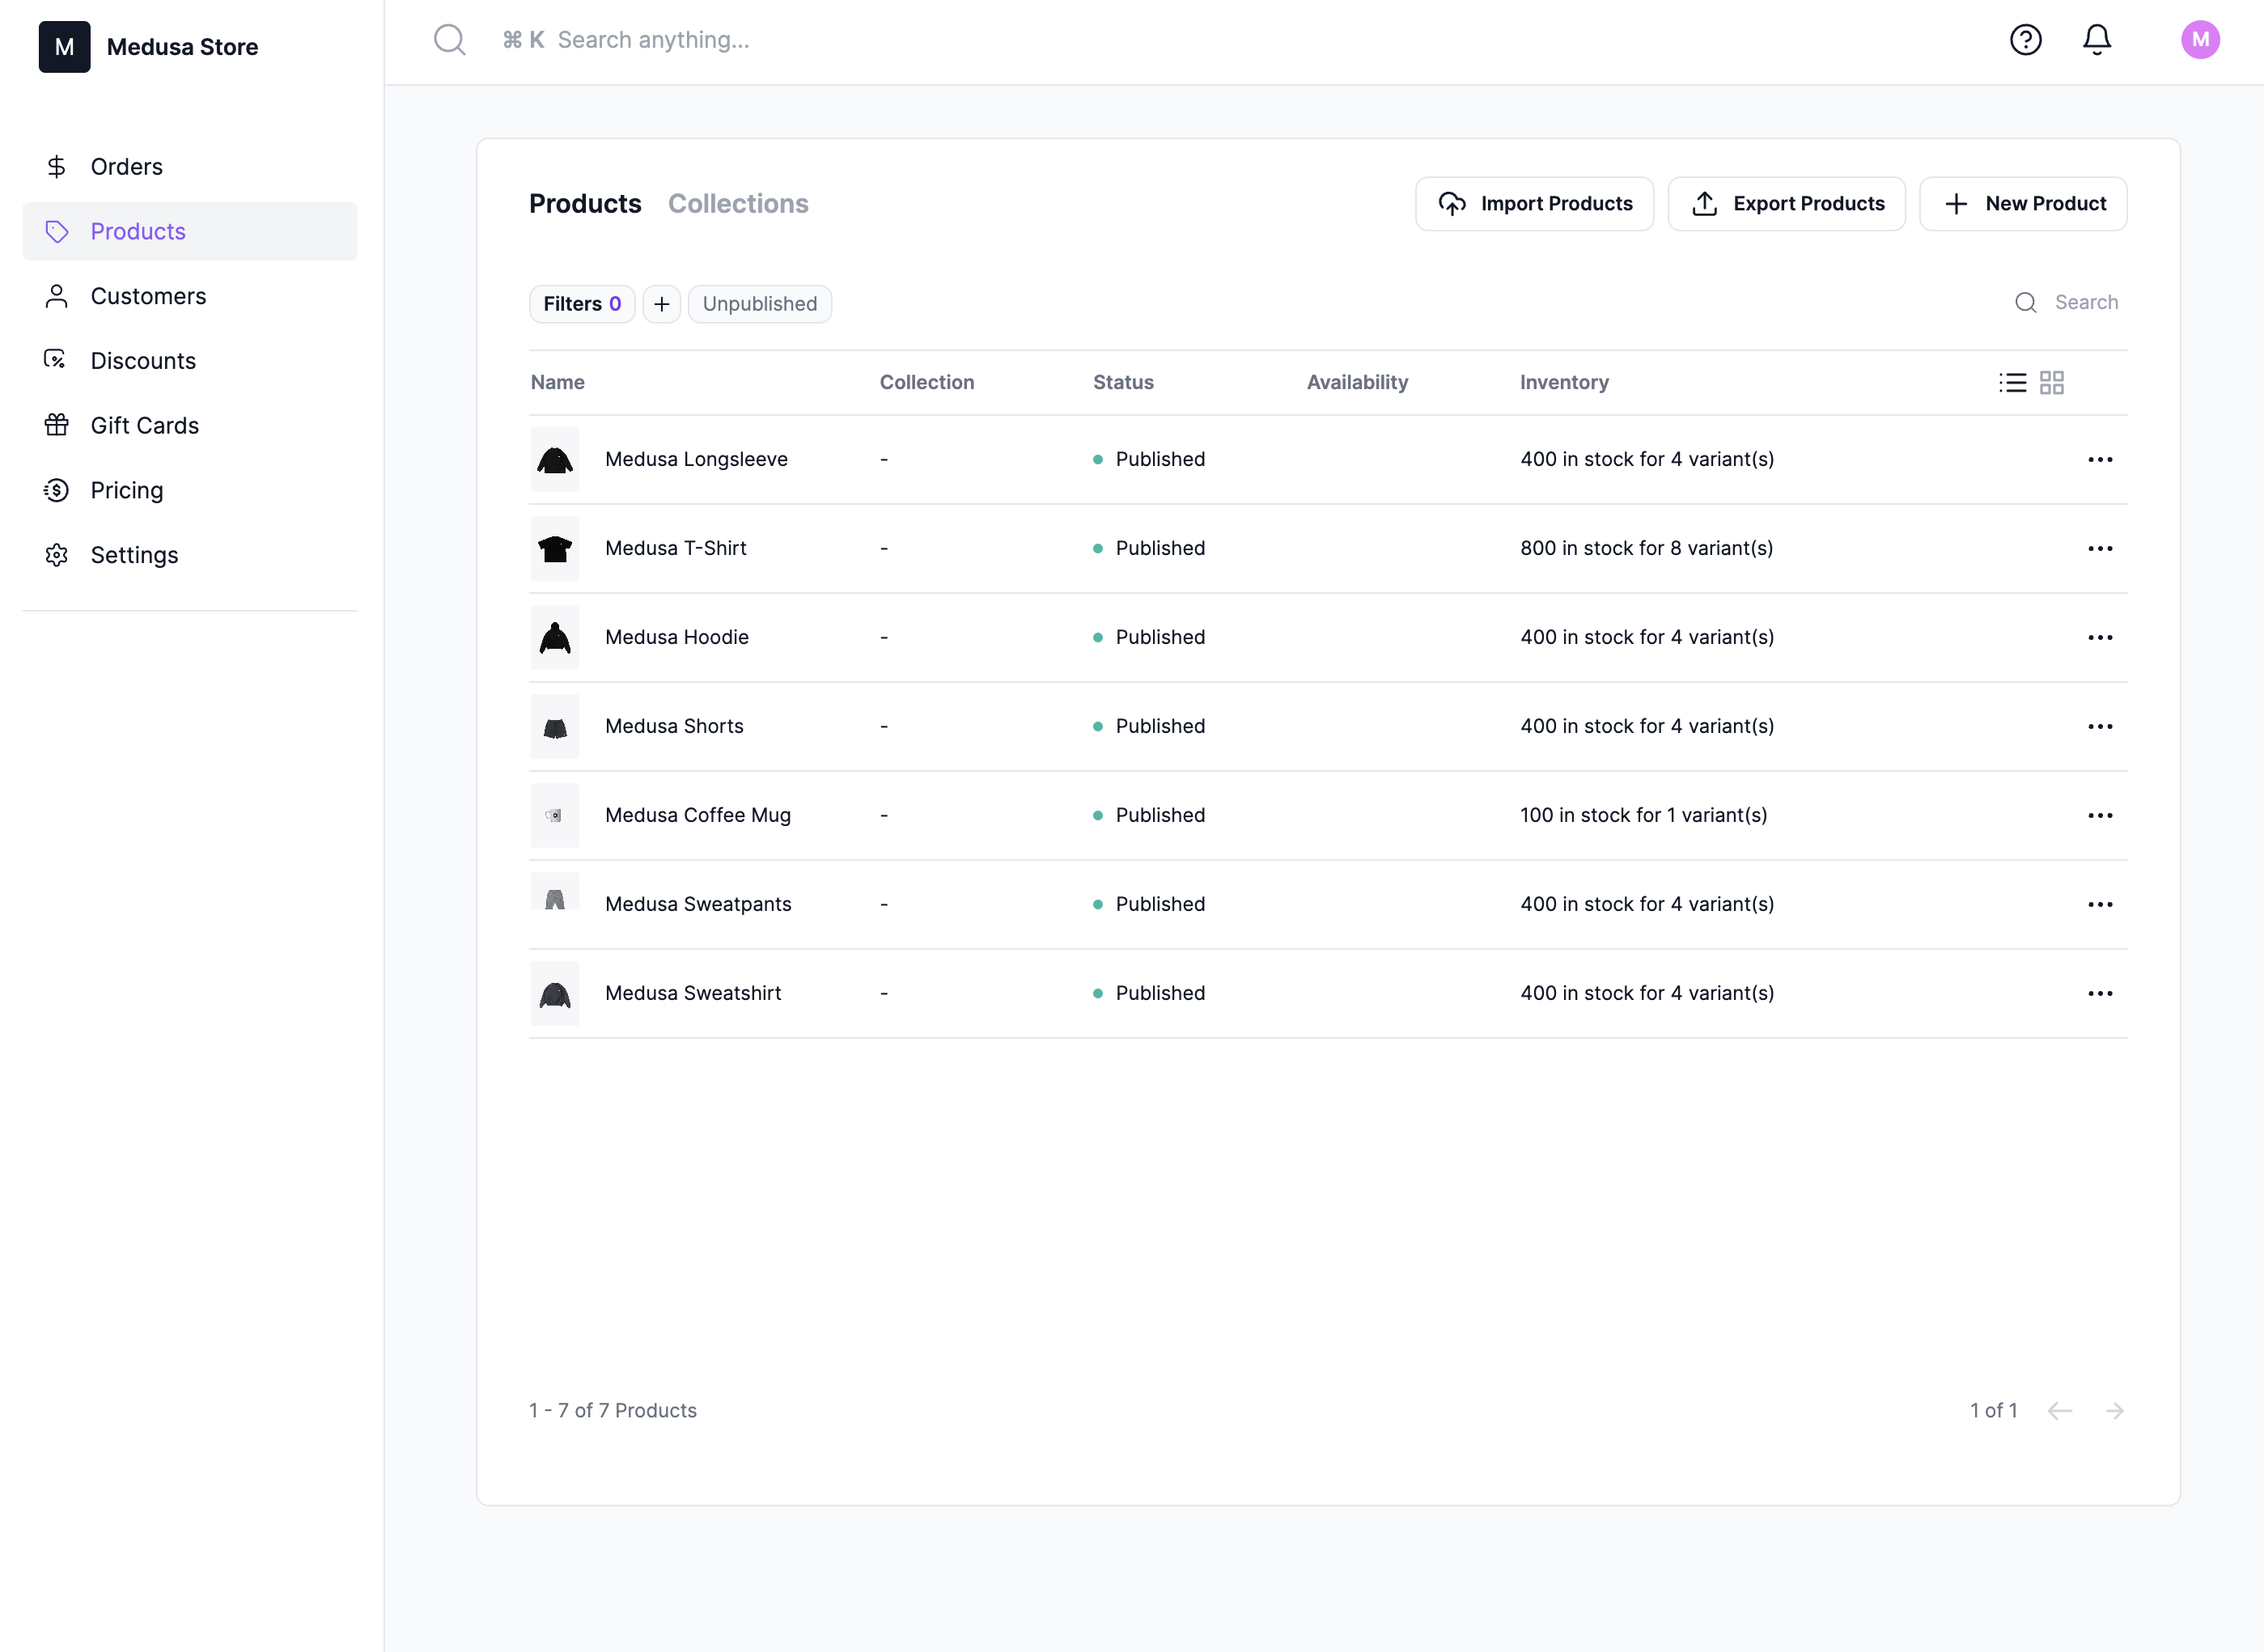 M Medusa Store
⌘ K Search anything...
M
Orders
Products
Customers
Discounts
Gift Cards
Pricing
Settings
Products Collections
Import Products Export Products New Product
Filters 0 + Unpublished
Search
Name Collection Status Availability Inventory
Medusa Longsleeve - Published 400 in stock for 4 variant(s)
Medusa T-Shirt - Published 800 in stock for 8 variant(s)
Medusa Hoodie - Published 400 in stock for 4 variant(s)
Medusa Shorts - Published 400 in stock for 4 variant(s)
Medusa Coffee Mug - Published 100 in stock for 1 variant(s)
Medusa Sweatpants - Published 400 in stock for 4 variant(s)
Medusa Sweatshirt - Published 400 in stock for 4 variant(s)
1 - 7 of 7 Products
1 of 1